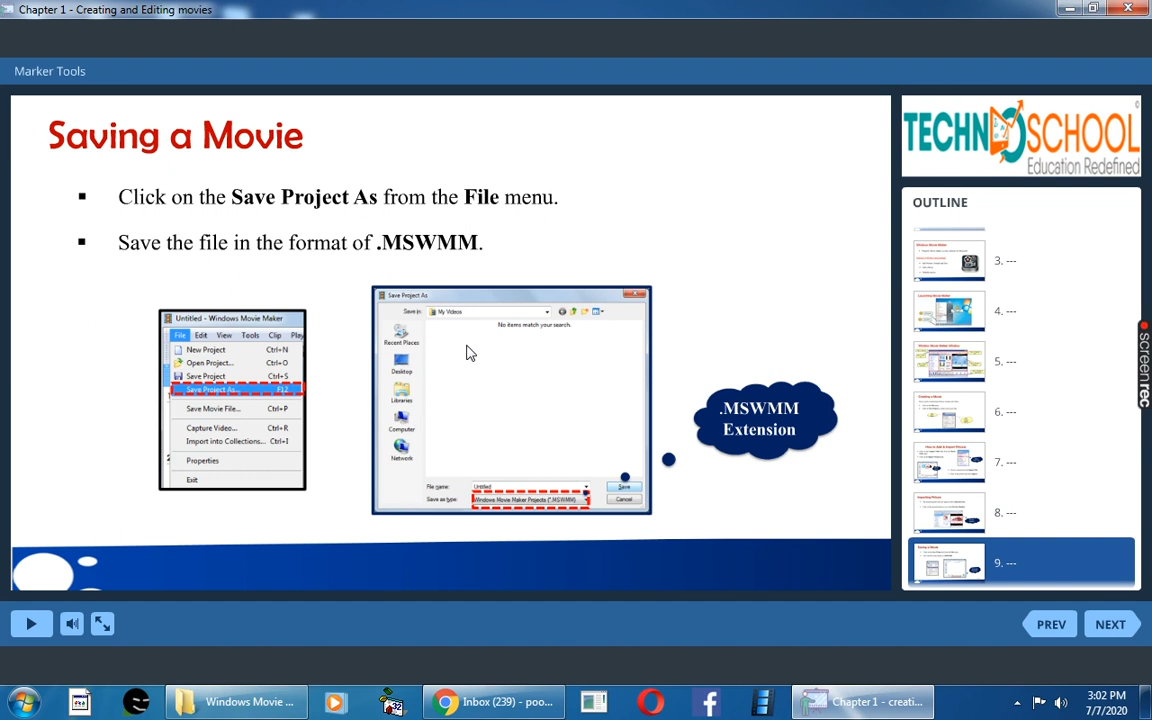 Chapter 1 - Creating and Editing movies
Marker Tools
Saving a Movie
▪ Click on the Save Project As from the File menu.
▪ Save the file in the format of .MSWMM.
Untitled - Windows Movie Maker
File Edit View Tools Clip Play
New Project Ctrl+N
Open Project... Ctrl+O
Save Project Ctrl+S
Save Project As... F12
Save Movie File... Ctrl+P
Capture Video... Ctrl+R
Import into Collections... Ctrl+I
Properties
Exit
Save Project As
Save in: My Videos
No items match your search.
Recent Places
Desktop
Libraries
Computer
Network
File name: Untitled Save
Save as type: Windows Movie Maker Projects (*.MSWMM) Cancel
.MSWMM
Extension
TECHNOSCHOOL
Education Redefined
OUTLINE
3. ---
4. ---
5. ---
6. ---
7. ---
8. ---
9. ---
screenrec
PREV NEXT
Windows Movie ...
32
Inbox (239) - poo...
Chapter 1 - creati...
3:02 PM
7/7/2020